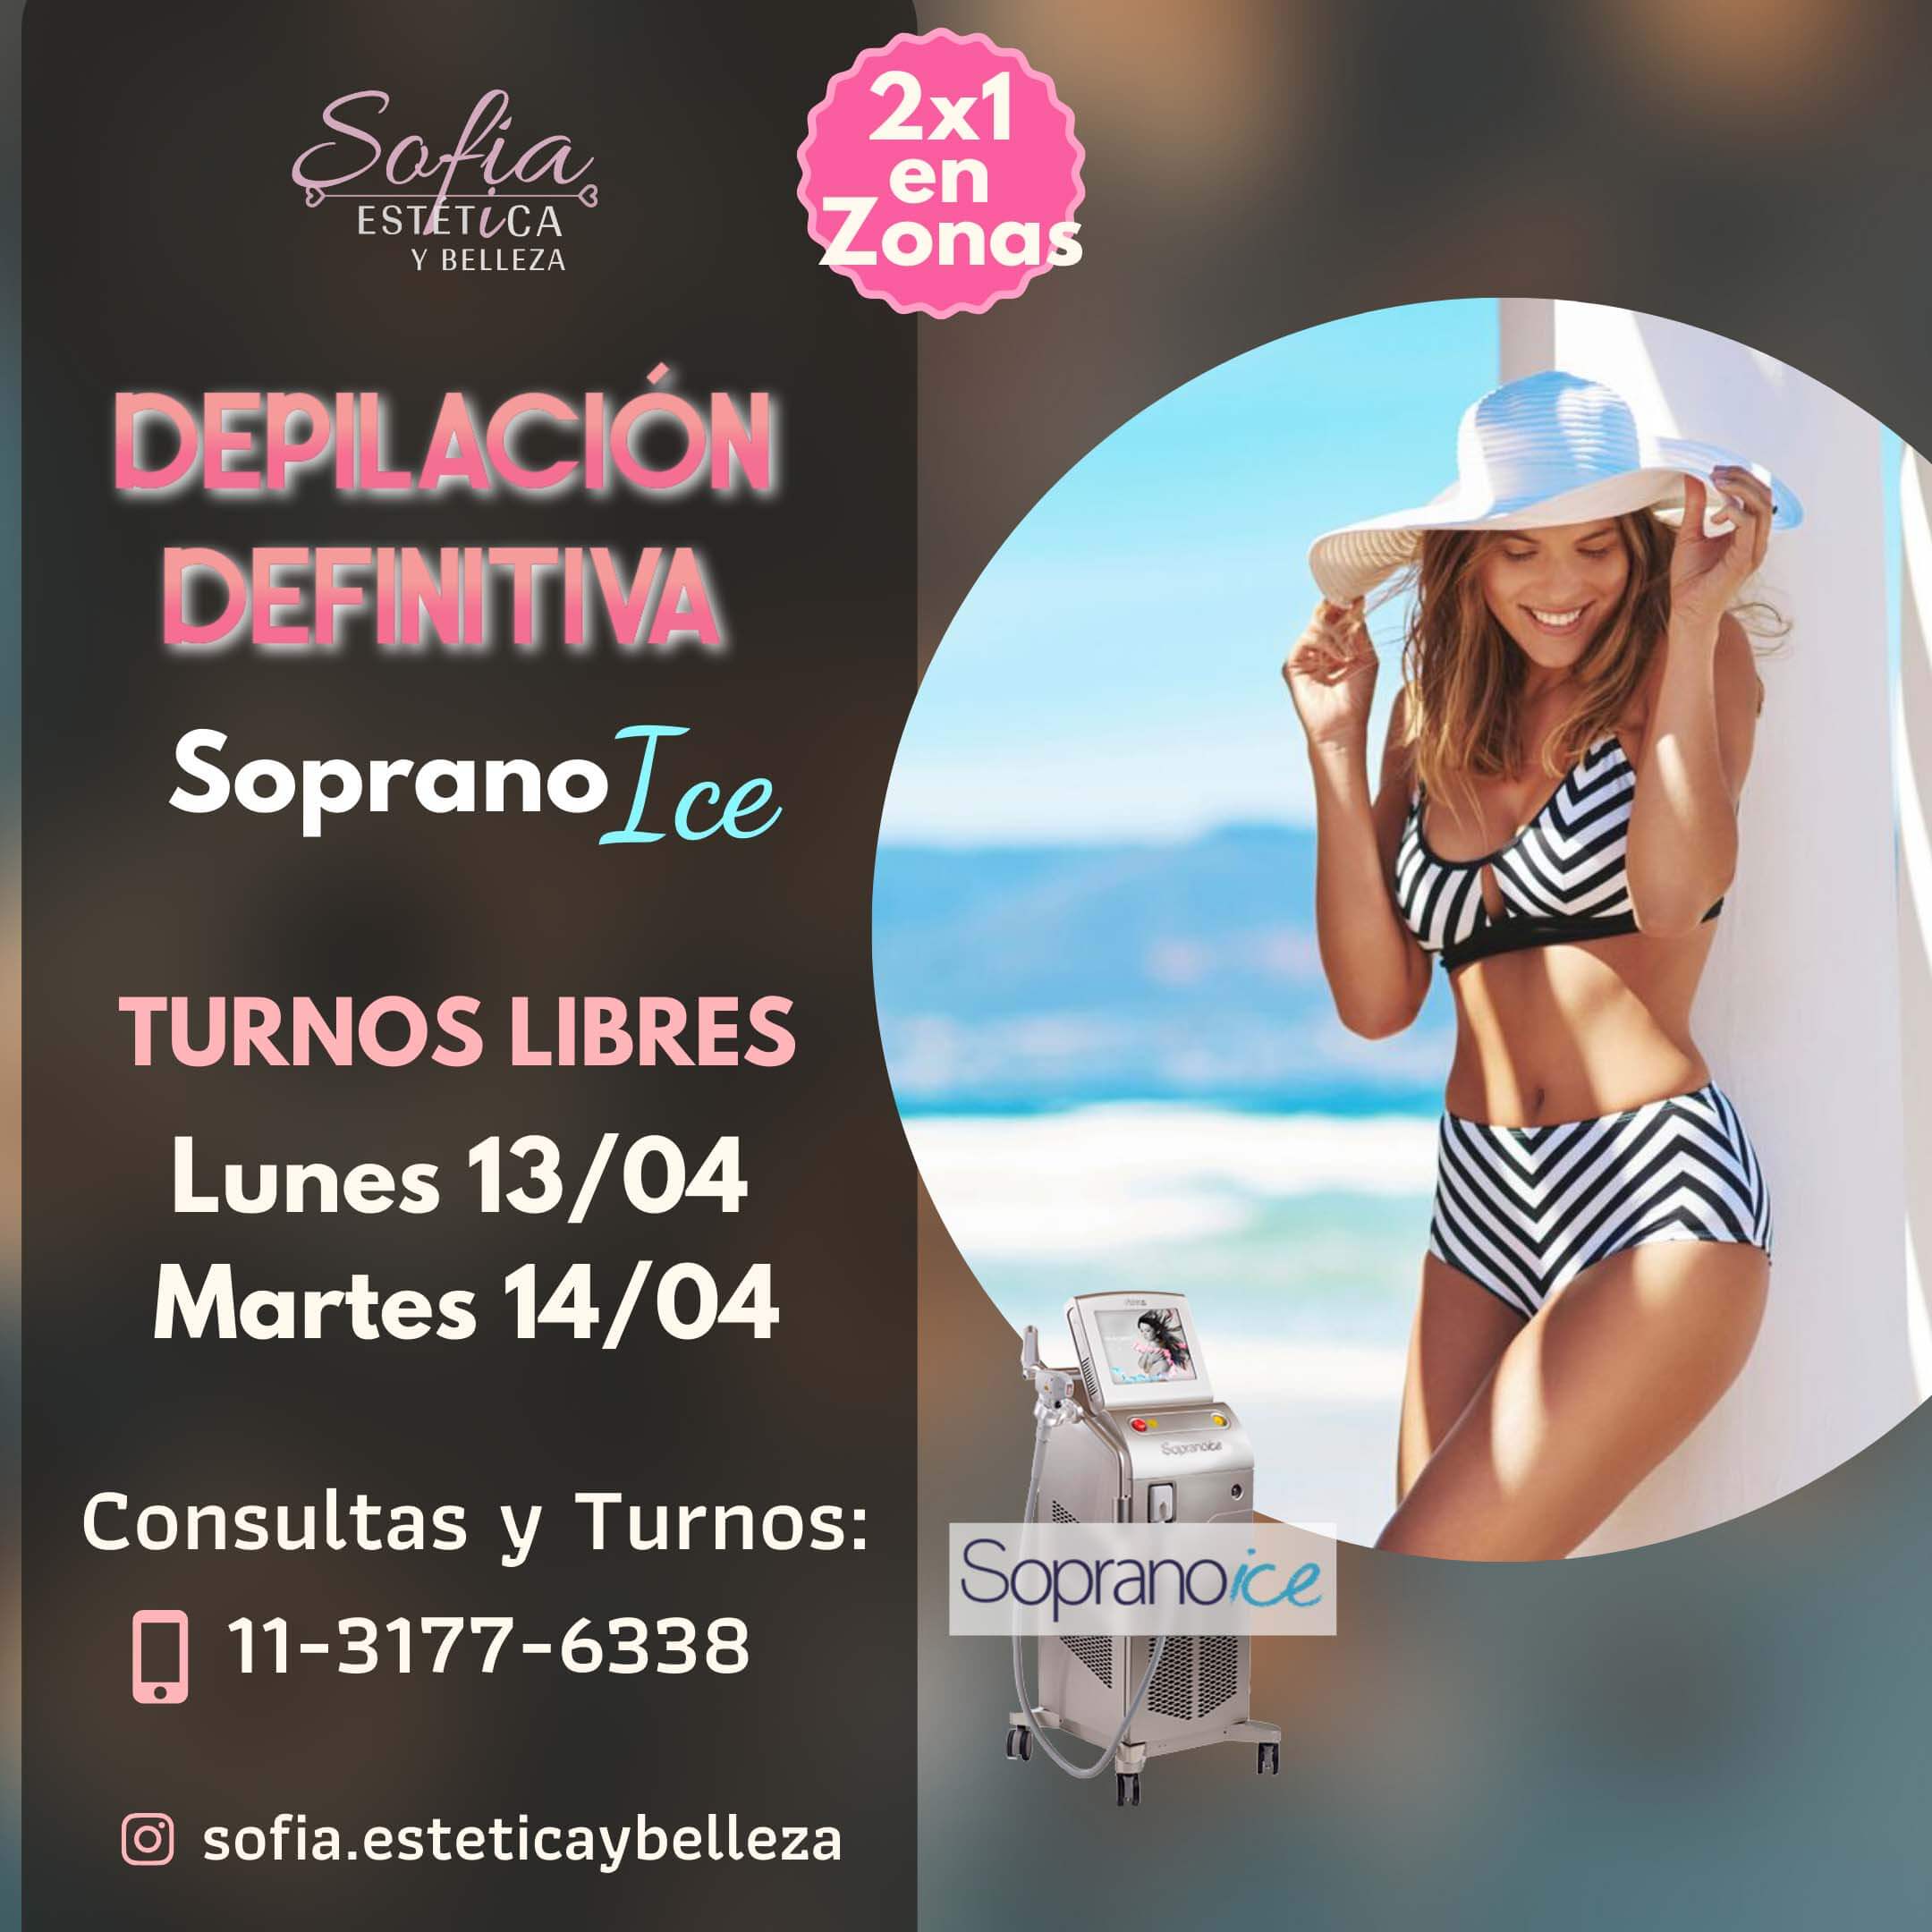 Sofia
ESTÉTICA
Y BELLEZA
2x1
en
Zonas
DEPILACIÓN
DEFINITIVA
Soprano Ice
TURNOS LIBRES
Lunes 13/04
Martes 14/04
Consultas y Turnos:
11-3177-6338
sofia.esteticaybelleza
Sopranoice
Sopranoice